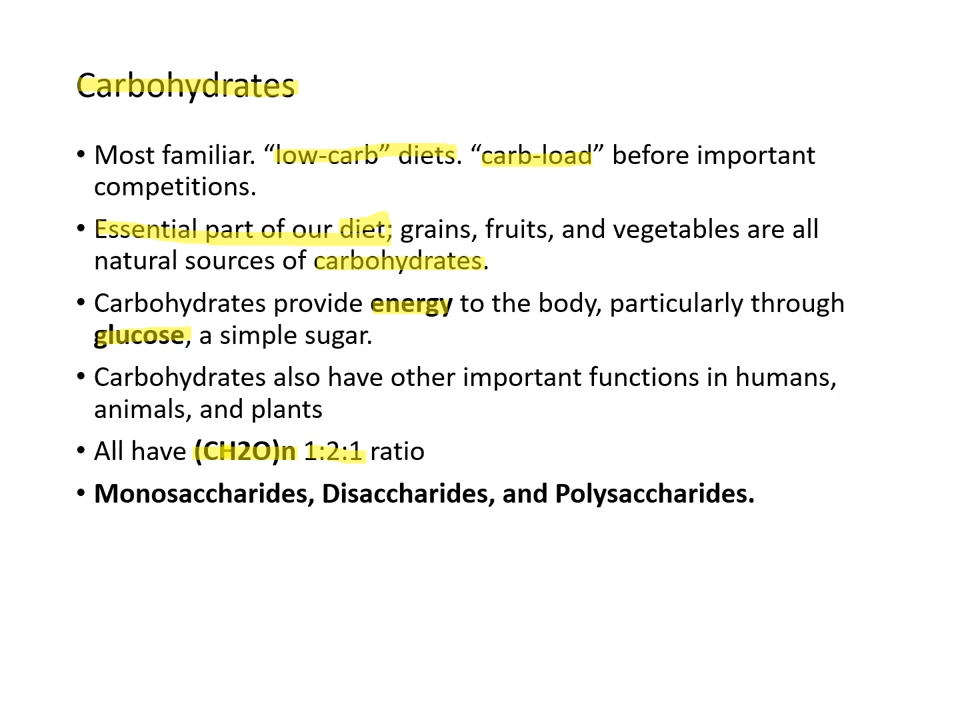 Carbohydrates
• Most familiar. “low-carb” diets. “carb-load” before important
competitions.
• Essential part of our diet; grains, fruits, and vegetables are all
natural sources of carbohydrates.
• Carbohydrates provide energy to the body, particularly through
glucose, a simple sugar.
• Carbohydrates also have other important functions in humans,
animals, and plants
• All have (CH2O)n 1:2:1 ratio
• Monosaccharides, Disaccharides, and Polysaccharides.